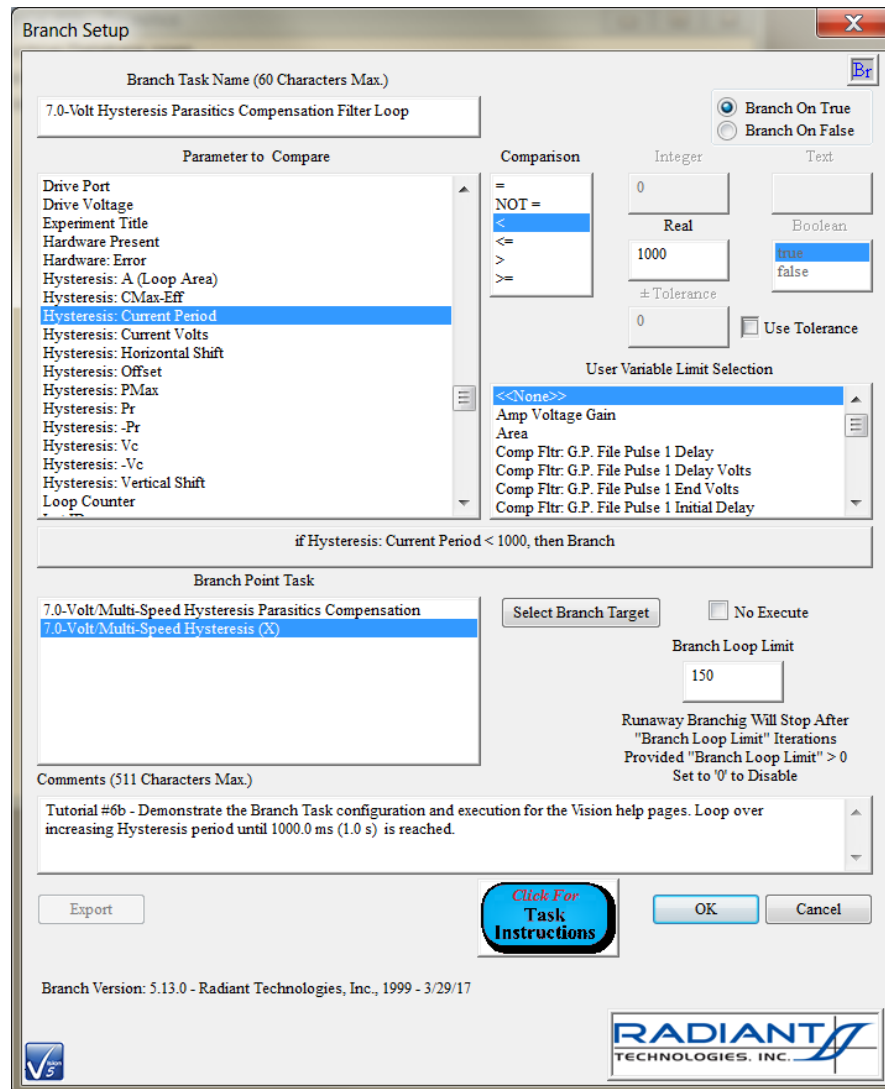 Branch Setup
X
Br
Branch Task Name (60 Characters Max.)
7.0-Volt Hysteresis Parasitics Compensation Filter Loop
Branch On True
Branch On False
Parameter to Compare
Drive Port
Drive Voltage
Experiment Title
Hardware Present
Hardware: Error
Hysteresis: A (Loop Area)
Hysteresis: CMax-Eff
Hysteresis: Current Period
Hysteresis: Current Volts
Hysteresis: Horizontal Shift
Hysteresis: Offset
Hysteresis: PMax
Hysteresis: Pr
Hysteresis: -Pr
Hysteresis: Vc
Hysteresis: -Vc
Hysteresis: Vertical Shift
Loop Counter
Comparison
=
NOT =
<
<=
>
>=
Integer
0
Text
Real
1000
Boolean
true
false
± Tolerance
0
Use Tolerance
User Variable Limit Selection
<<None>>
Amp Voltage Gain
Area
Comp Fltr: G.P. File Pulse 1 Delay
Comp Fltr: G.P. File Pulse 1 Delay Volts
Comp Fltr: G.P. File Pulse 1 End Volts
Comp Fltr: G.P. File Pulse 1 Initial Delay
if Hysteresis: Current Period < 1000, then Branch
Branch Point Task
7.0-Volt/Multi-Speed Hysteresis Parasitics Compensation
7.0-Volt/Multi-Speed Hysteresis (X)
Select Branch Target
No Execute
Branch Loop Limit
150
Runaway Branchig Will Stop After
"Branch Loop Limit" Iterations
Provided "Branch Loop Limit" > 0
Set to '0' to Disable
Comments (511 Characters Max.)
Tutorial #6b - Demonstrate the Branch Task configuration and execution for the Vision help pages. Loop over
increasing Hysteresis period until 1000.0 ms (1.0 s) is reached.
Export
Click For
Task
Instructions
OK
Cancel
Branch Version: 5.13.0 - Radiant Technologies, Inc., 1999 - 3/29/17
RADIANT
TECHNOLOGIES, INC.
Vision
5